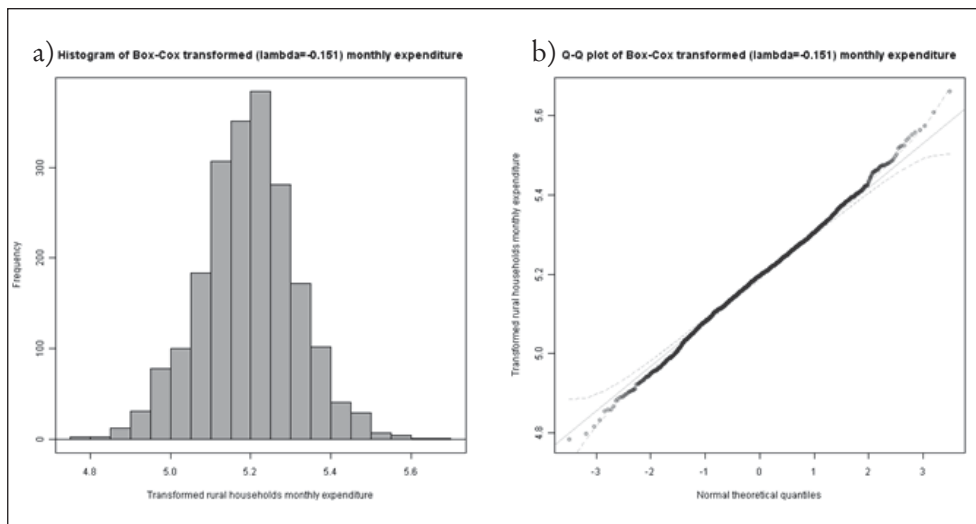 a) Histogram of Box-Cox transformed (lambda=-0.151) monthly expenditure
Frequency
300
200
100
0
4.8 5.0 5.2 5.4 5.6
Transformed rural households monthly expenditure
b) Q-Q plot of Box-Cox transformed (lambda=-0.151) monthly expenditure
Transformed rural households monthly expenditure
5.6
5.4
5.2
5.0
4.8
-3 -2 -1 0 1 2 3
Normal theoretical quantiles